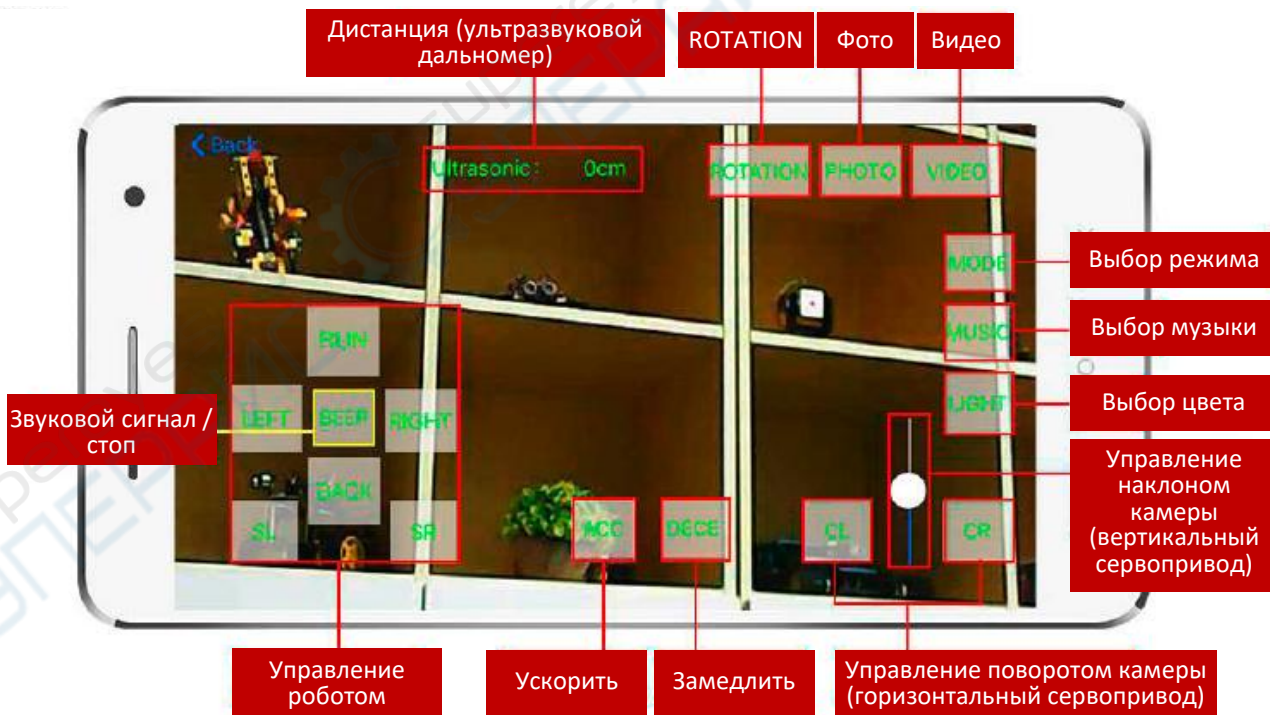 Дистанция (ультразвуковой
дальномер)
ROTATION
Фото
Видео
Back
Ultrasonic: 0cm
ROTATION
PHOTO
VIDEO
MODE
Выбор режима
MUSIC
Выбор музыки
LIGHT
Выбор цвета
RUN
LEFT
BEEP
RIGHT
Звуковой сигнал /
стоп
BACK
SL
SR
ACC
DECE
CL
CR
Управление
наклоном
камеры
(вертикальный
сервопривод)
Управление
роботом
Ускорить
Замедлить
Управление поворотом камеры
(горизонтальный сервопривод)